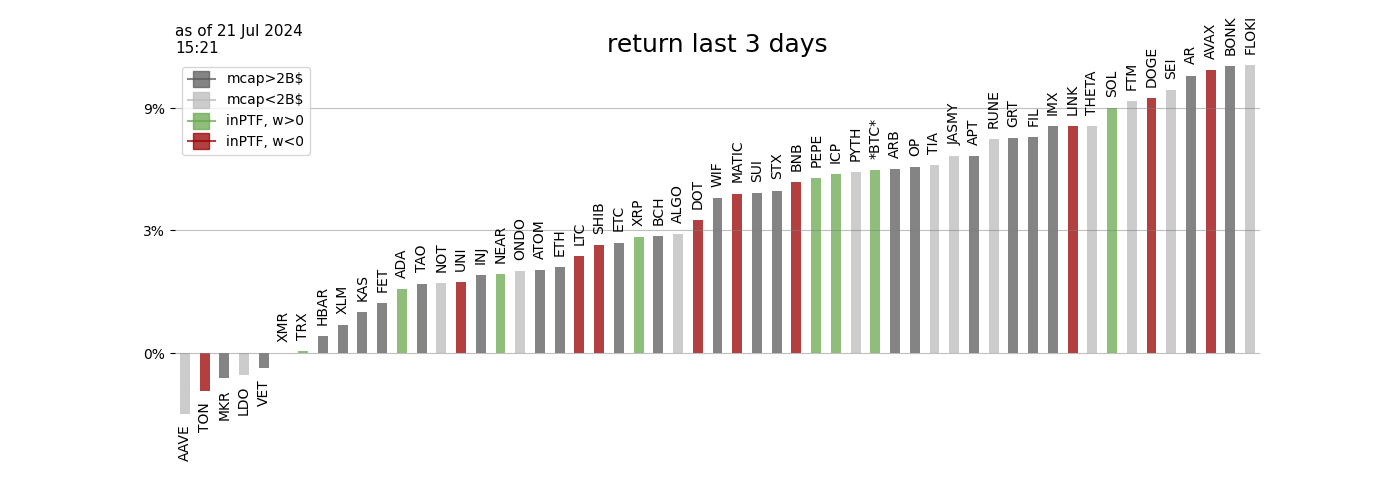 as of 21 Jul 2024
15:21
return last 3 days
mcap>2B$
mcap<2B$
inPTF, w>0
inPTF, w<0
9%
3%
0%
AAVE
TON
MKR
LDO
VET
XMR
TRX
HBAR
XLM
KAS
FET
ADA
TAO
NOT
UNI
INJ
NEAR
ONDO
ATOM
ETH
LTC
SHIB
ETC
XRP
BCH
ALGO
DOT
WIF
MATIC
SUI
STX
BNB
PEPE
ICP
PYTH
*BTC*
ARB
OP
TIA
JASMY
APT
RUNE
GRT
FIL
IMX
LINK
THETA
SOL
FTM
DOGE
SEI
AR
AVAX
BONK
FLOKI